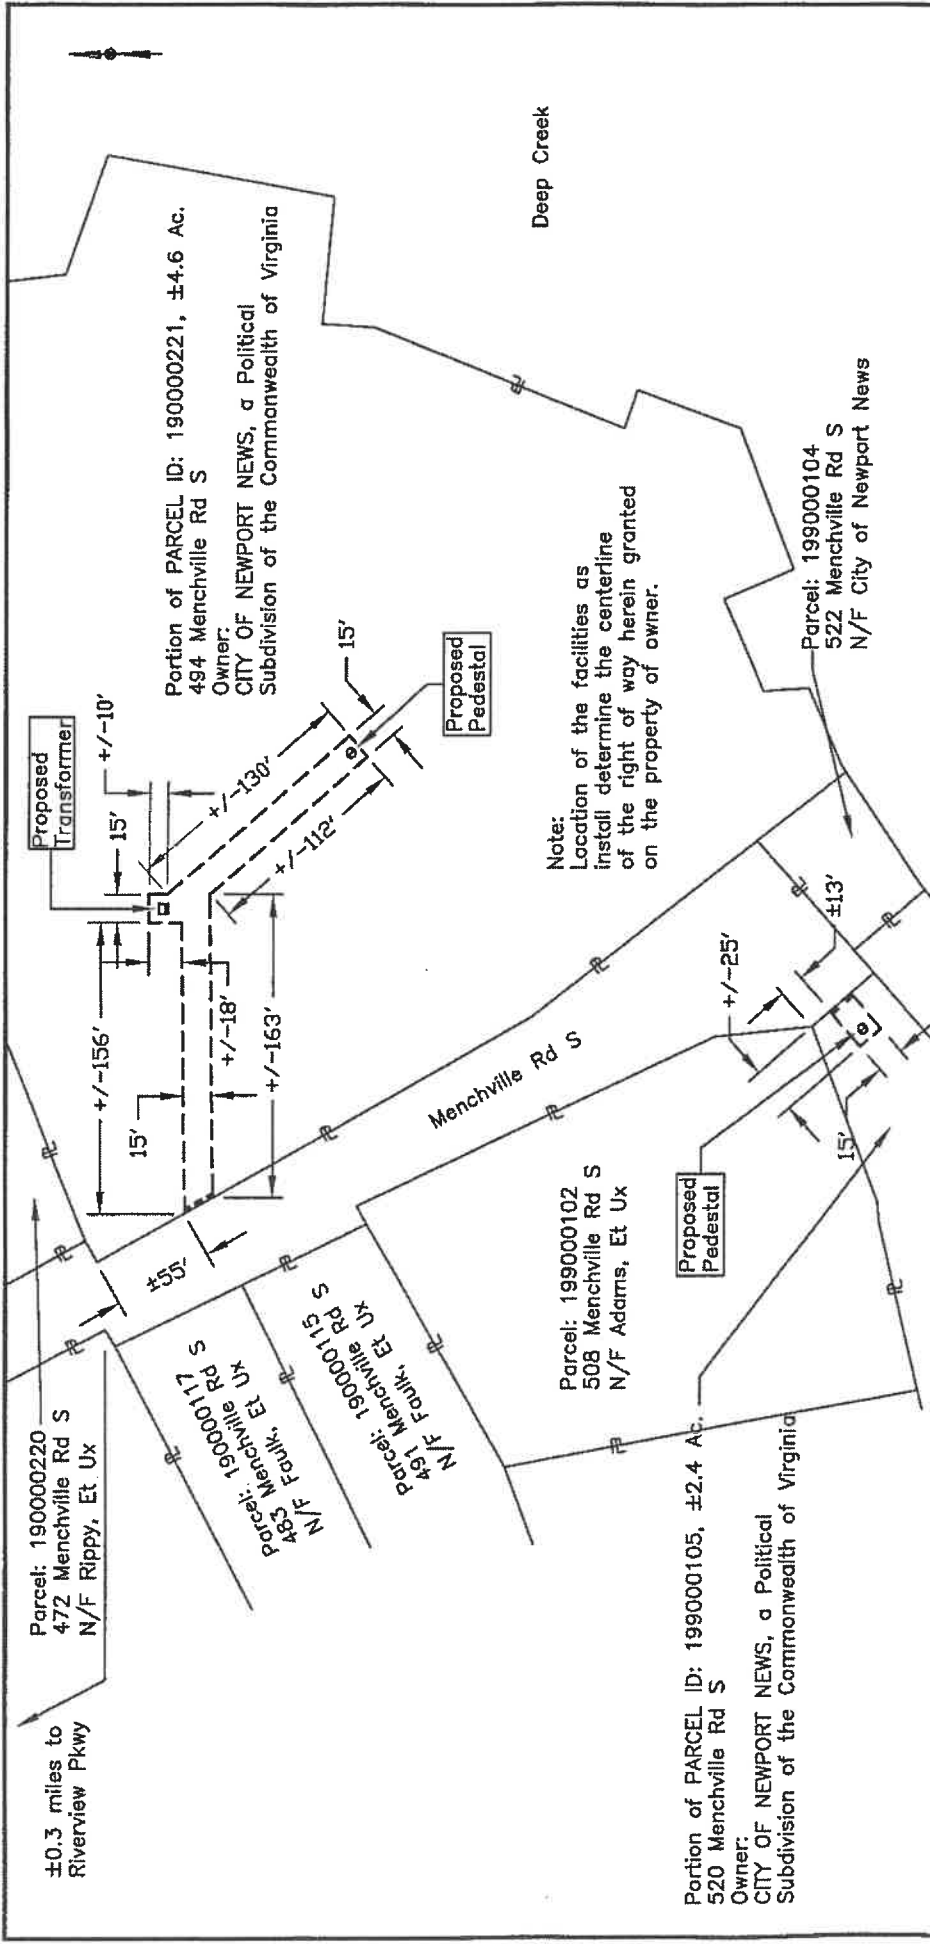 ±0.3 miles to
Riverview Pkwy
Parcel: 190000220
472 Menchville Rd S
N/F Rippy, Et Ux
Parcel: 190000117
483 Menchville Rd S
N/F Faulk, Et Ux
Parcel: 190000115
491 Menchville Rd S
N/F Faulk, Et Ux
±55'
+/-156'
15'
+/-18'
+/-163'
15'
Proposed
Transformer
+/-10'
+/-130'
+/-112'
15'
Proposed
Pedestal
Portion of PARCEL ID: 190000221, ±4.6 Ac.
494 Menchville Rd S
Owner:
CITY OF NEWPORT NEWS, a Political
Subdivision of the Commonwealth of Virginia
Deep Creek
Note:
Location of the facilities as
install determine the centerline
of the right of way herein granted
on the property of owner.
Menchville Rd S
Parcel: 199000102
508 Menchville Rd S
N/F Adams, Et Ux
Proposed
Pedestal
+/-25'
±13'
15'
Parcel: 199000104
522 Menchville Rd S
N/F City of Newport News
Portion of PARCEL ID: 199000105, ±2.4 Ac.
520 Menchville Rd S
Owner:
CITY OF NEWPORT NEWS, a Political
Subdivision of the Commonwealth of Virginia